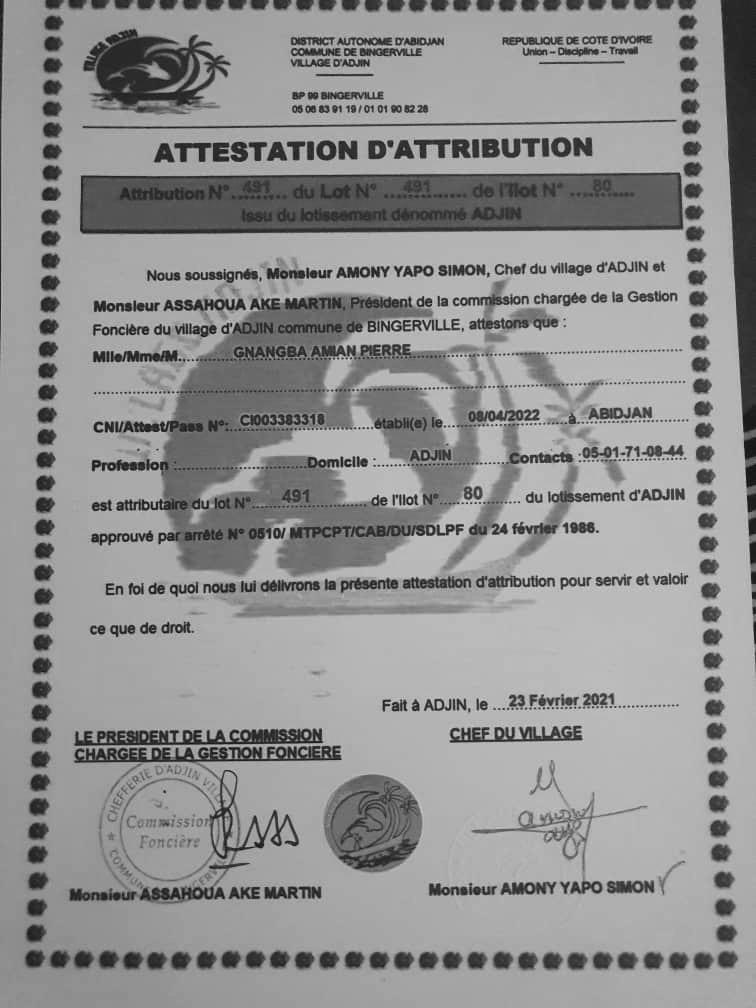 VILLAGE ADJIN
DISTRICT AUTONOME D'ABIDJAN
COMMUNE DE BINGERVILLE
VILLAGE D'ADJIN
BP 99 BINGERVILLE
05 06 83 91 19 / 01 01 90 82 28
REPUBLIQUE DE COTE D'IVOIRE
Union – Discipline – Travail
ATTESTATION D'ATTRIBUTION
Attribution N°.491....... du Lot N° ...491....... de l'îlot N° ....80.....
Issu du lotissement dénommé ADJIN
VILLAGE ADJIN
Nous soussignés, Monsieur AMONY YAPO SIMON, Chef du village d'ADJIN et
Monsieur ASSAHOUA AKE MARTIN, Président de la commission chargée de la Gestion
Foncière du village d'ADJIN commune de BINGERVILLE, attestons que :
Mlle/Mme/M..........GNANGBA AMIAN PIERRE..........
CNI/Attest/Pass N°:..CI003383318..........établi(e) le.....08/04/2022......à..ABIDJAN......
Profession :..........Domicile :......ADJIN..........Contacts :05-01-71-08-44
est attributaire du lot N°......491.......... de l'îlot N°....80....... du lotissement d'ADJIN
approuvé par arrêté N° 0510/ MTPCPT/CAB/DU/SDLPF du 24 février 1986.
En foi de quoi nous lui délivrons la présente attestation d'attribution pour servir et valoir
ce que de droit.
Fait à ADJIN, le ...23 Février 2021..........
LE PRESIDENT DE LA COMMISSION
CHARGEE DE LA GESTION FONCIERE
CHEF DU VILLAGE
CHEFFERIE D'ADJIN
Commission
Foncière
Monsieur ASSAHOUA AKE MARTIN
Monsieur AMONY YAPO SIMON